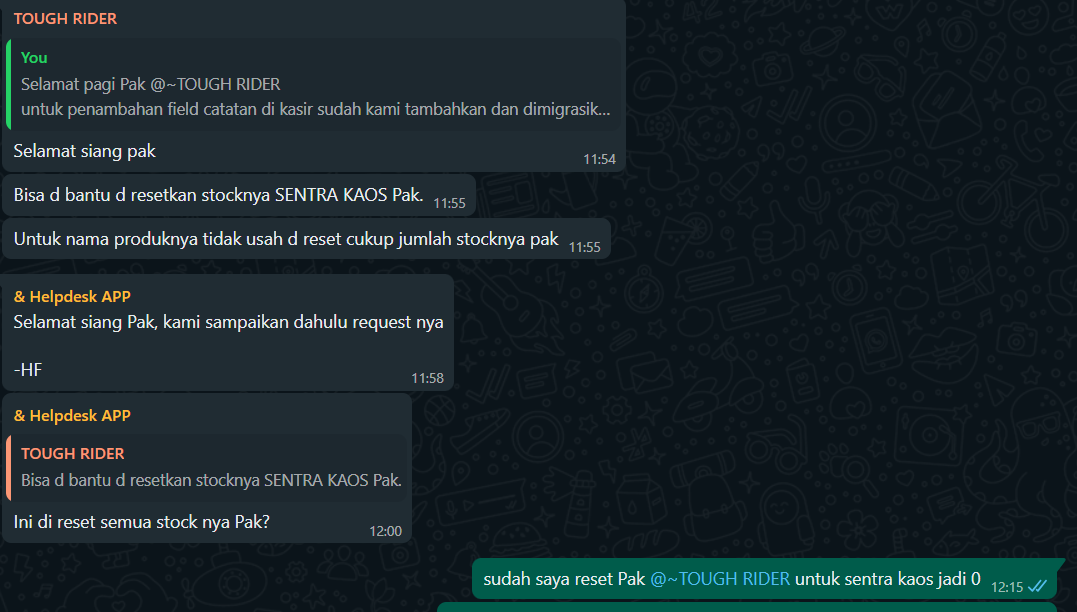 TOUGH RIDER
You
Selamat pagi Pak @~TOUGH RIDER
untuk penambahan field catatan di kasir sudah kami tambahkan dan dimigrasik...
Selamat siang pak
11:54
Bisa d bantu d resetkan stocknya SENTRA KAOS Pak.
11:55
Untuk nama produknya tidak usah d reset cukup jumlah stocknya pak
11:55
& Helpdesk APP
Selamat siang Pak, kami sampaikan dahulu request nya
-HF
11:58
& Helpdesk APP
TOUGH RIDER
Bisa d bantu d resetkan stocknya SENTRA KAOS Pak.
Ini di reset semua stock nya Pak?
12:00
sudah saya reset Pak @~TOUGH RIDER untuk sentra kaos jadi 0
12:15